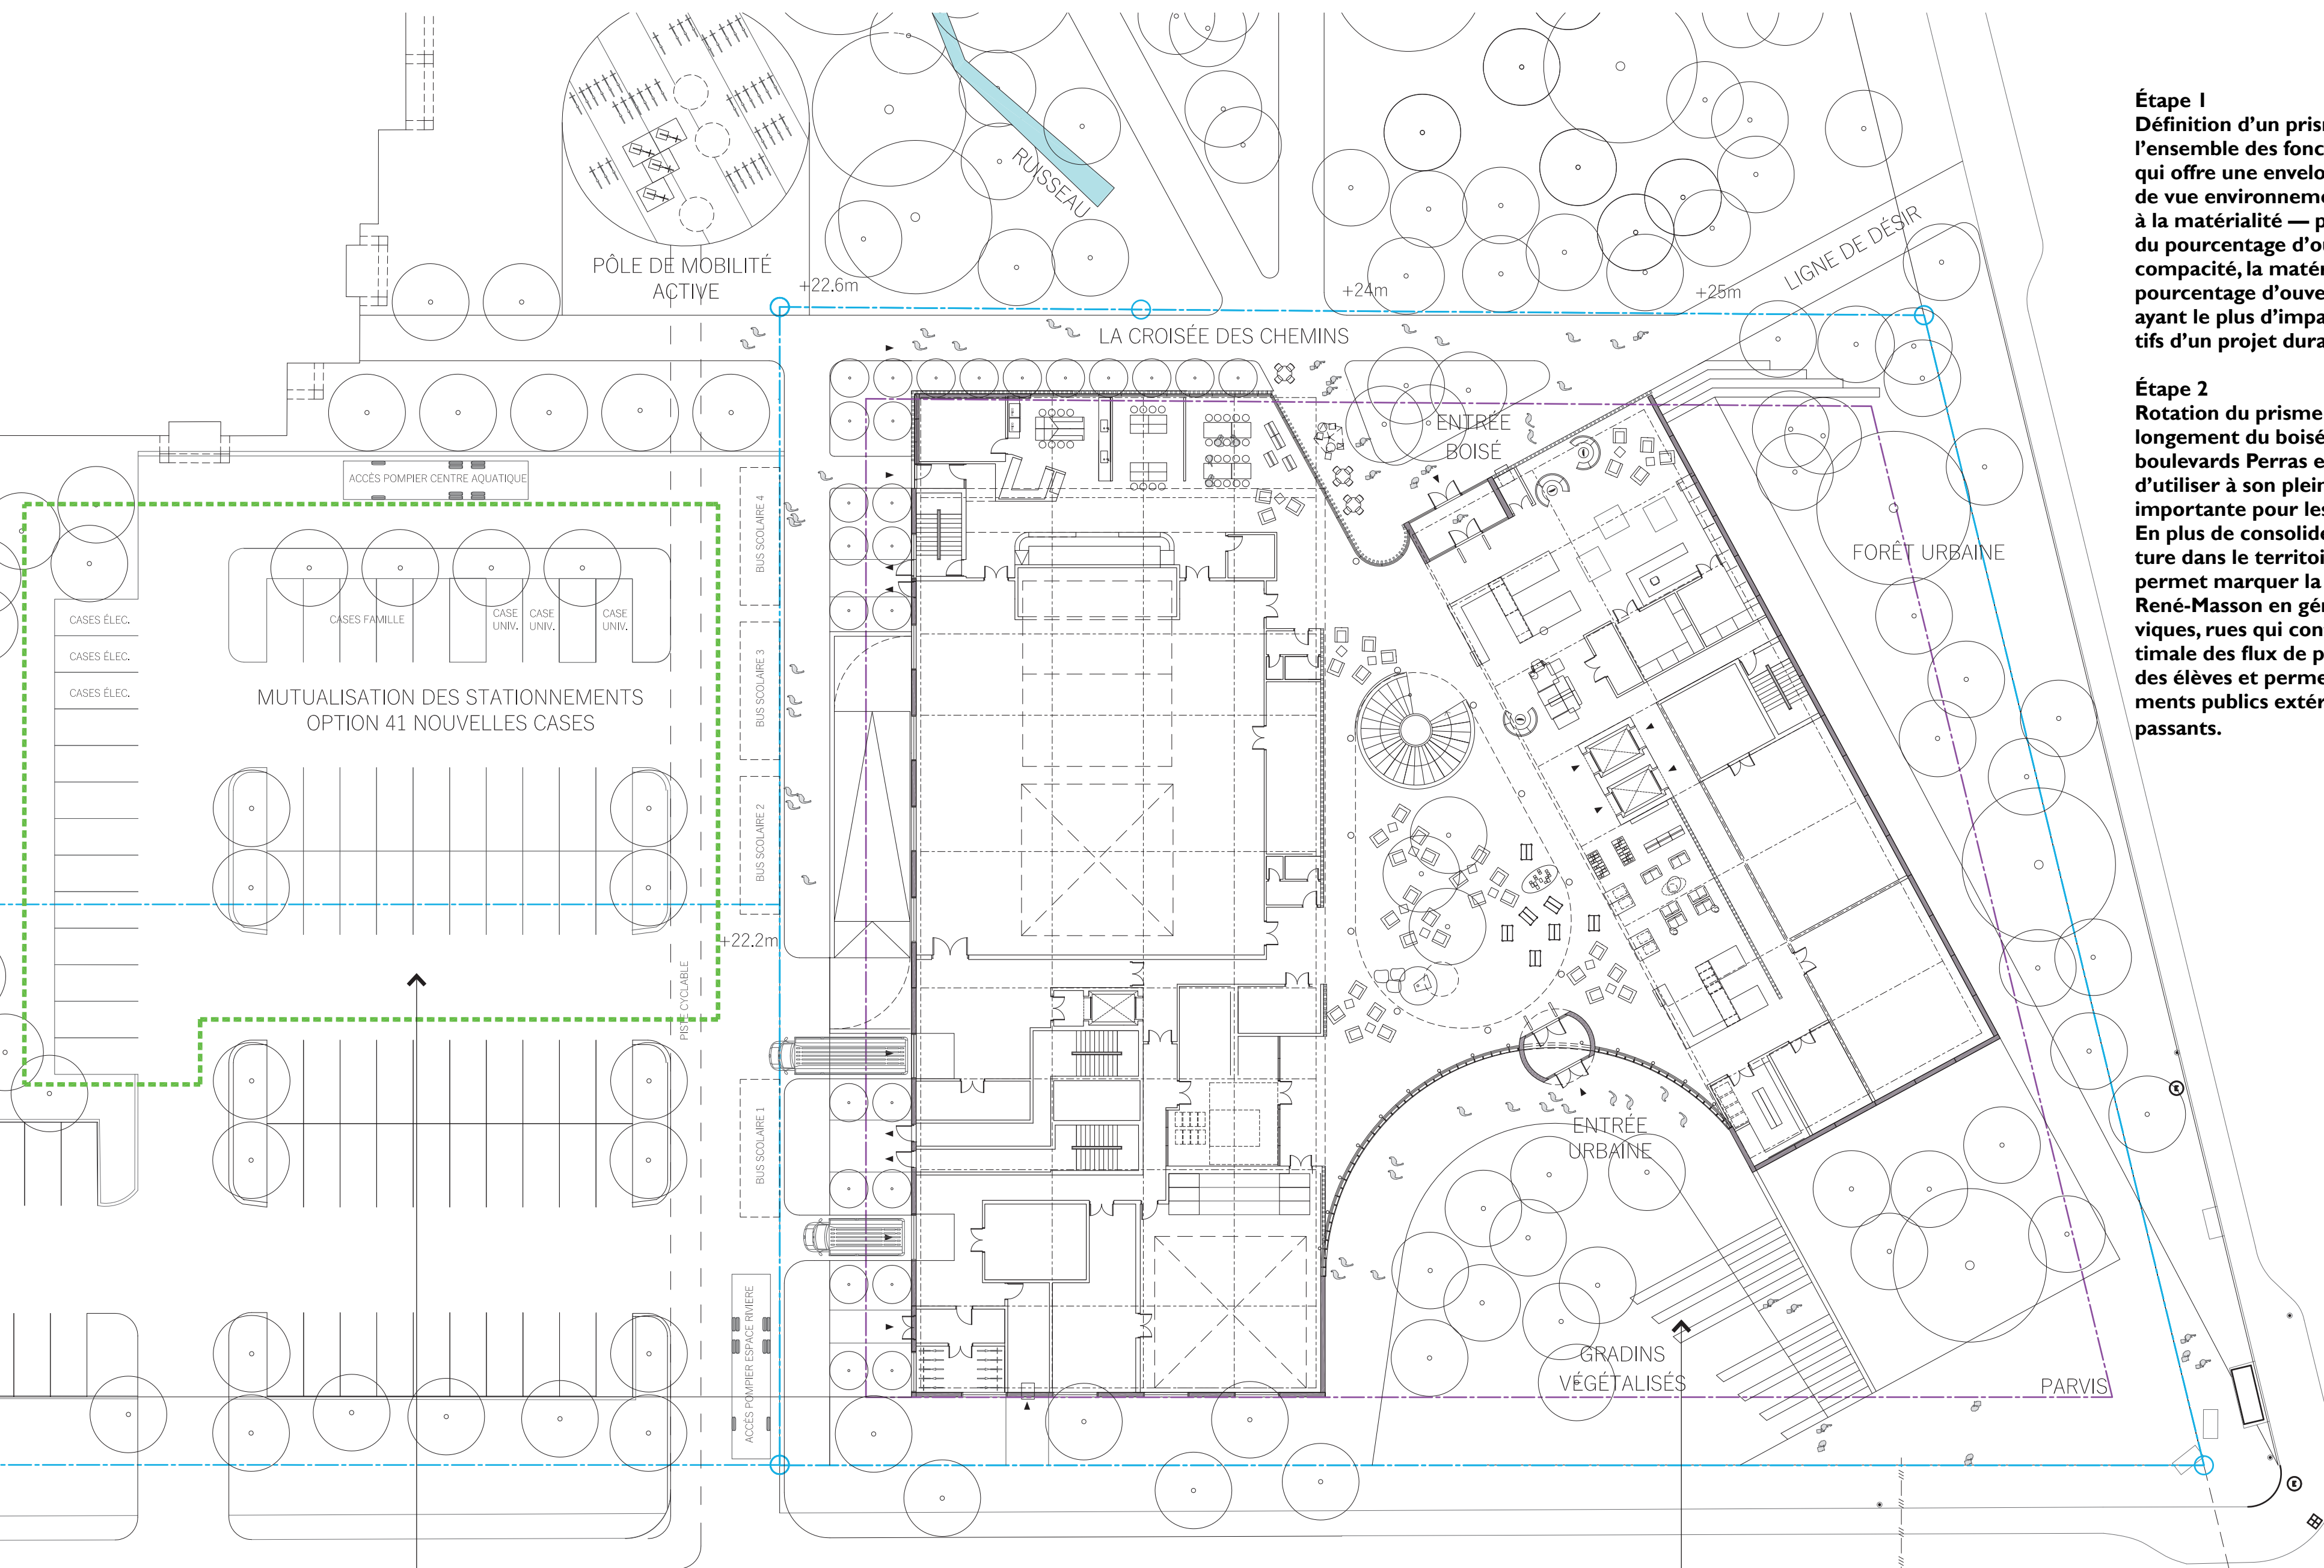 PÔLE DE MOBILITÉ
ACTIVE
RUISSEAU
+22.6m
+24m
+25m
LIGNE DE DÉSIR
LA CROISÉE DES CHEMINS
ENTRÉE
BOISÉ
FORÊT URBAINE
ACCÈS POMPIER CENTRE AQUATIQUE
BUS SCOLAIRE 4
CASES ÉLEC.
CASES ÉLEC.
CASES ÉLEC.
CASES FAMILLE
CASE
UNIV.
CASE
UNIV.
CASE
UNIV.
MUTUALISATION DES STATIONNEMENTS
OPTION 41 NOUVELLES CASES
BUS SCOLAIRE 3
BUS SCOLAIRE 2
+22.2m
PISTE CYCLABLE
BUS SCOLAIRE 1
ACCÈS POMPIER ESPACE RIVIERE
ENTRÉE
URBAINE
GRADINS
VÉGÉTALISÉS
PARVIS
Étape 1
Définition d’un pris
l’ensemble des fonc
qui offre une envelo
de vue environneme
à la matérialité — p
du pourcentage d’ou
compacité, la matér
pourcentage d’ouve
ayant le plus d’impa
tifs d’un projet dura
Étape 2
Rotation du prisme
longement du boisé
boulevards Perras e
d’utiliser à son plein
importante pour les
En plus de consolide
ture dans le territoi
permet marquer la
René-Masson en gén
viques, rues qui con
timale des flux de p
des élèves et perme
ments publics extér
passants.